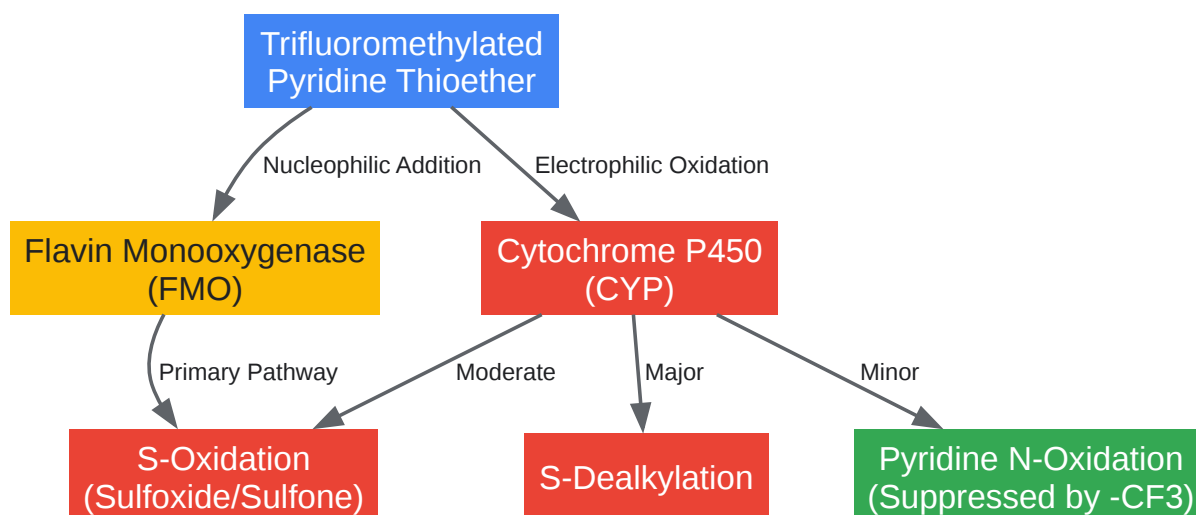 Trifluoromethylated
Pyridine Thioether
Nucleophilic Addition
Electrophilic Oxidation
Flavin Monooxygenase
(FMO)
Cytochrome P450
(CYP)
Primary Pathway
Moderate
Major
Minor
S-Oxidation
(Sulfoxide/Sulfone)
S-Dealkylation
Pyridine N-Oxidation
(Suppressed by -CF3)